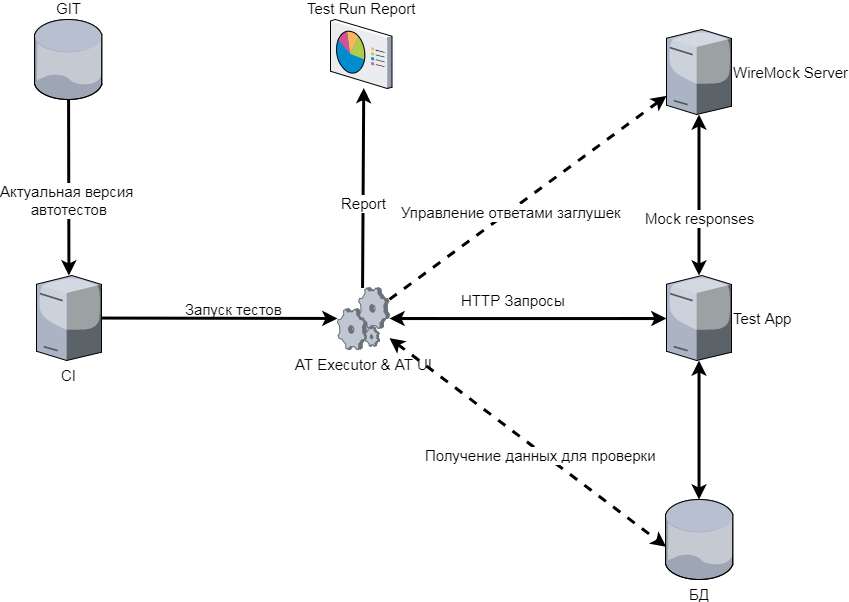 GIT
Test Run Report
WireMock Server
Актуальная версия
автотестов
Report
Управление ответами заглушек
Mock responses
Запуск тестов
HTTP Запросы
Test App
AT Executor & AT UI
CI
Получение данных для проверки
БД